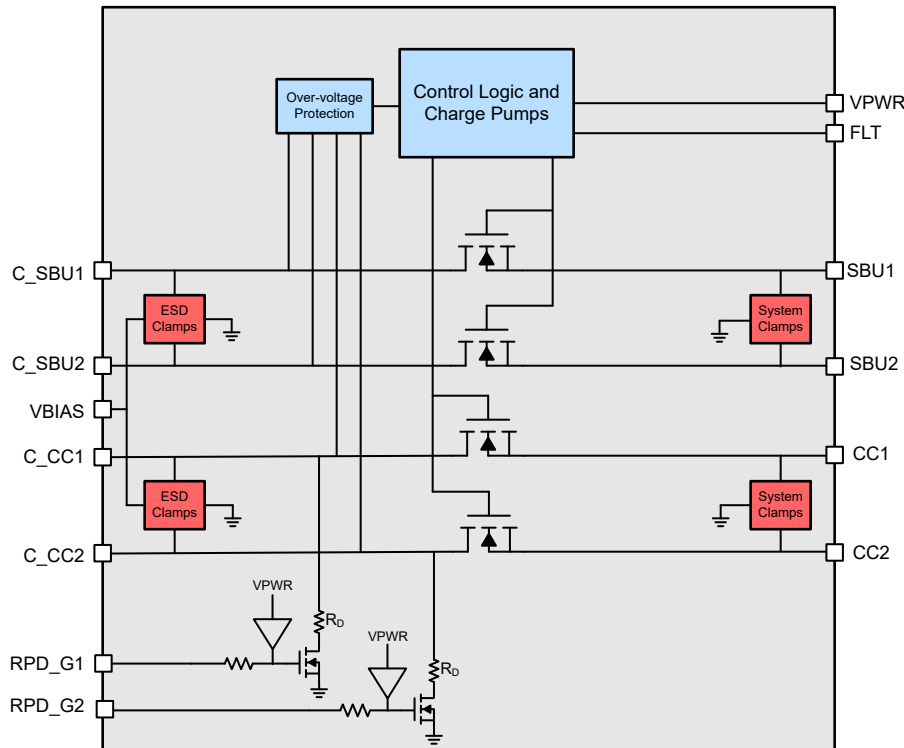 Over-voltage
Protection
Control Logic and
Charge Pumps
VPWR
FLT
C_SBU1
SBU1
ESD
Clamps
System
Clamps
C_SBU2
SBU2
VBIAS
C_CC1
CC1
ESD
Clamps
System
Clamps
C_CC2
CC2
VPWR
RD
VPWR
RD
RPD_G1
RPD_G2